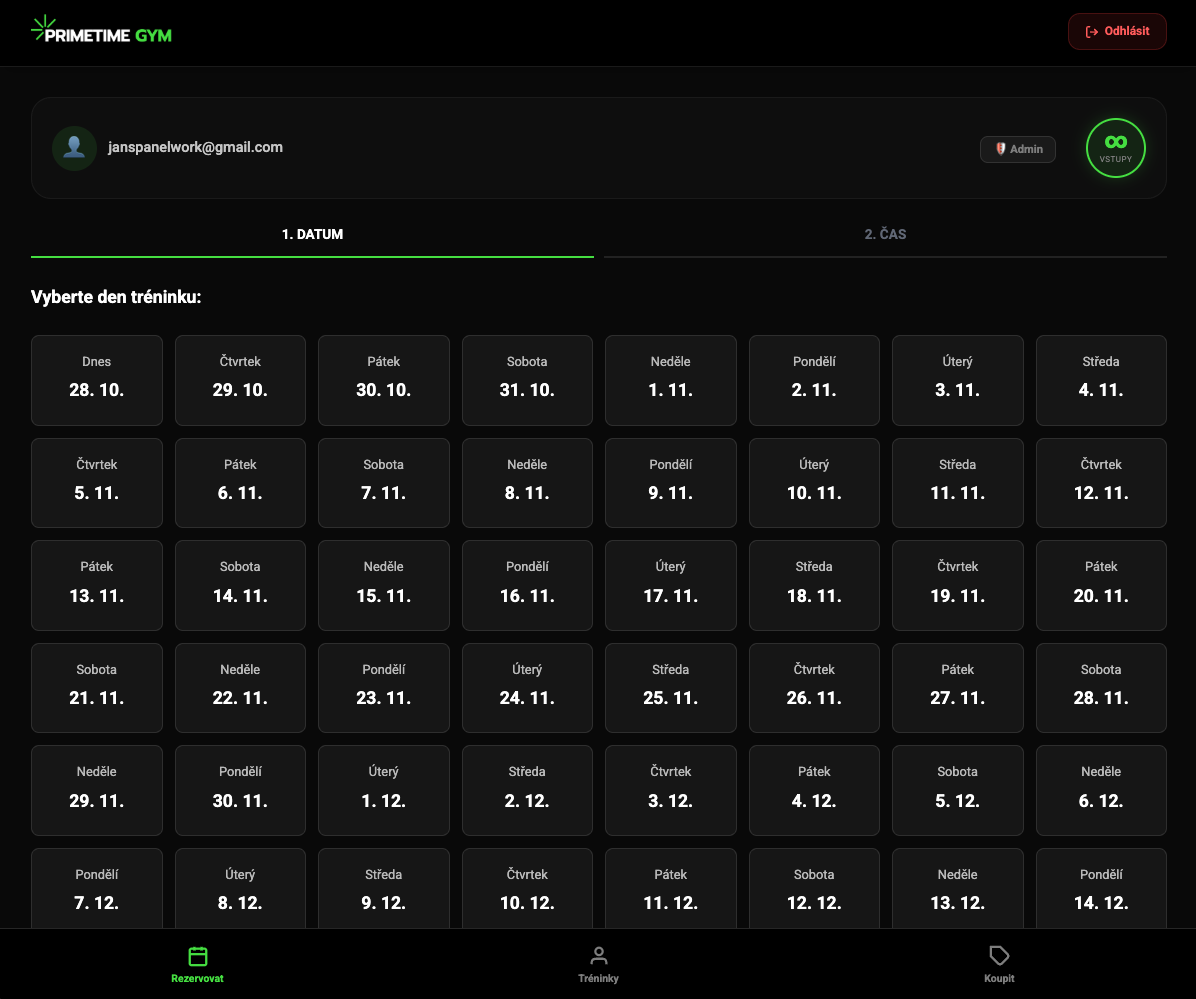 PRIMETIME GYM
Odhlásit
janspanelwork@gmail.com
Admin
VSTUPY
1. DATUM
2. ČAS
Vyberte den tréninku:
Dnes
28. 10.
Čtvrtek
29. 10.
Pátek
30. 10.
Sobota
31. 10.
Neděle
1. 11.
Pondělí
2. 11.
Úterý
3. 11.
Středa
4. 11.
Čtvrtek
5. 11.
Pátek
6. 11.
Sobota
7. 11.
Neděle
8. 11.
Pondělí
9. 11.
Úterý
10. 11.
Středa
11. 11.
Čtvrtek
12. 11.
Pátek
13. 11.
Sobota
14. 11.
Neděle
15. 11.
Pondělí
16. 11.
Úterý
17. 11.
Středa
18. 11.
Čtvrtek
19. 11.
Pátek
20. 11.
Sobota
21. 11.
Neděle
22. 11.
Pondělí
23. 11.
Úterý
24. 11.
Středa
25. 11.
Čtvrtek
26. 11.
Pátek
27. 11.
Sobota
28. 11.
Neděle
29. 11.
Pondělí
30. 11.
Úterý
1. 12.
Středa
2. 12.
Čtvrtek
3. 12.
Pátek
4. 12.
Sobota
5. 12.
Neděle
6. 12.
Pondělí
7. 12.
Úterý
8. 12.
Středa
9. 12.
Čtvrtek
10. 12.
Pátek
11. 12.
Sobota
12. 12.
Neděle
13. 12.
Pondělí
14. 12.
Rezervovat
Tréninky
Koupit